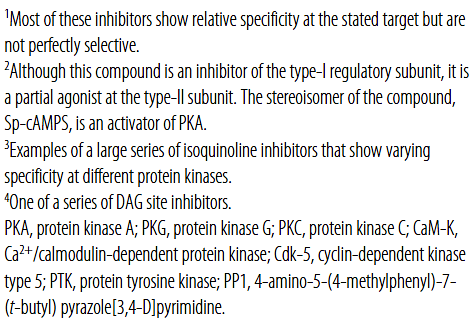 ¹Most of these inhibitors show relative specificity at the stated target but are
not perfectly selective.
²Although this compound is an inhibitor of the type-I regulatory subunit, it is
a partial agonist at the type-II subunit. The stereoisomer of the compound,
Sp-cAMPS, is an activator of PKA.
³Examples of a large series of isoquinoline inhibitors that show varying
specificity at different protein kinases.
⁴One of a series of DAG site inhibitors.
PKA, protein kinase A; PKG, protein kinase G; PKC, protein kinase C; CaM-K,
Ca²⁺/calmodulin-dependent protein kinase; Cdk-5, cyclin-dependent kinase
type 5; PTK, protein tyrosine kinase; PP1, 4-amino-5-(4-methylphenyl)-7-
(t-butyl) pyrazole[3,4-D]pyrimidine.